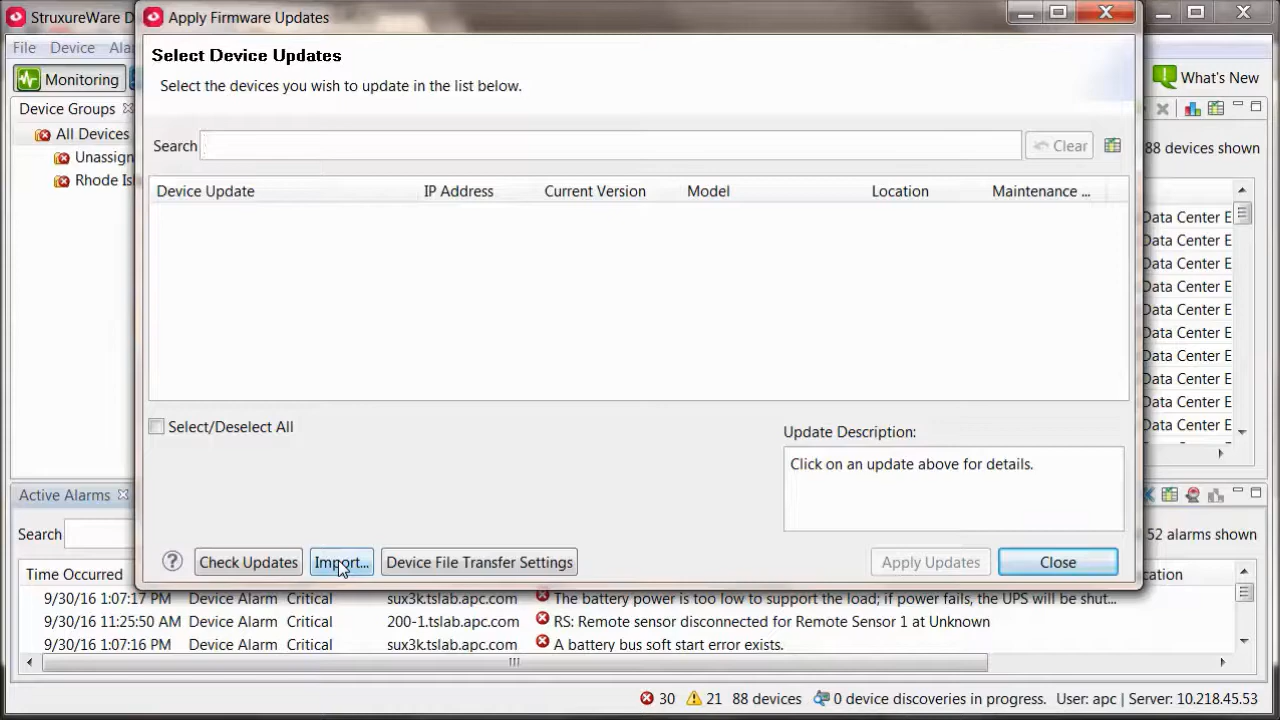 StruxureWare D
Apply Firmware Updates
File Device Ala
Select Device Updates
Select the devices you wish to update in the list below.
Monitoring
What's New
Device Groups
88 devices shown
All Devices
Unassign
Rhode Is
Search
Clear
Device Update IP Address Current Version Model Location Maintenance ...
Data Center E
Data Center E
Data Center E
Data Center E
Data Center E
Data Center E
Data Center E
Data Center E
Data Center E
Data Center E
Select/Deselect All
Update Description:
Click on an update above for details.
Active Alarms
Search
52 alarms shown
? Check Updates Import... Device File Transfer Settings Apply Updates Close
Time Occurred
cation
9/30/16 1:07:17 PM Device Alarm Critical sux3k.tslab.apc.com The battery power is too low to support the load; if power fails, the UPS will be shut...
9/30/16 11:25:50 AM Device Alarm Critical 200-1.tslab.apc.com RS: Remote sensor disconnected for Remote Sensor 1 at Unknown
9/30/16 1:07:16 PM Device Alarm Critical sux3k.tslab.apc.com A battery bus soft start error exists.
30 21 88 devices 0 device discoveries in progress. User: apc | Server: 10.218.45.53